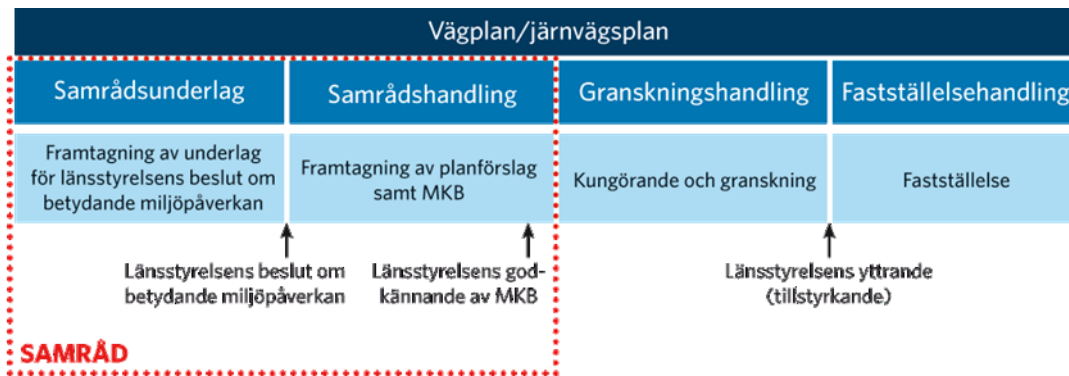 Vägplan/järnvägsplan
Samrådsunderlag
Samrådshandling
Granskningshandling
Fastställelsehandling
Framtagning av underlag
för länsstyrelsens beslut om
betydande miljöpåverkan
Framtagning av planförslag
samt MKB
Kungörande och granskning
Fastställelse
Länsstyrelsens beslut om
betydande miljöpåverkan
Länsstyrelsens god-
kännande av MKB
Länsstyrelsens yttrande
(tillstyrkande)
SAMRÅD